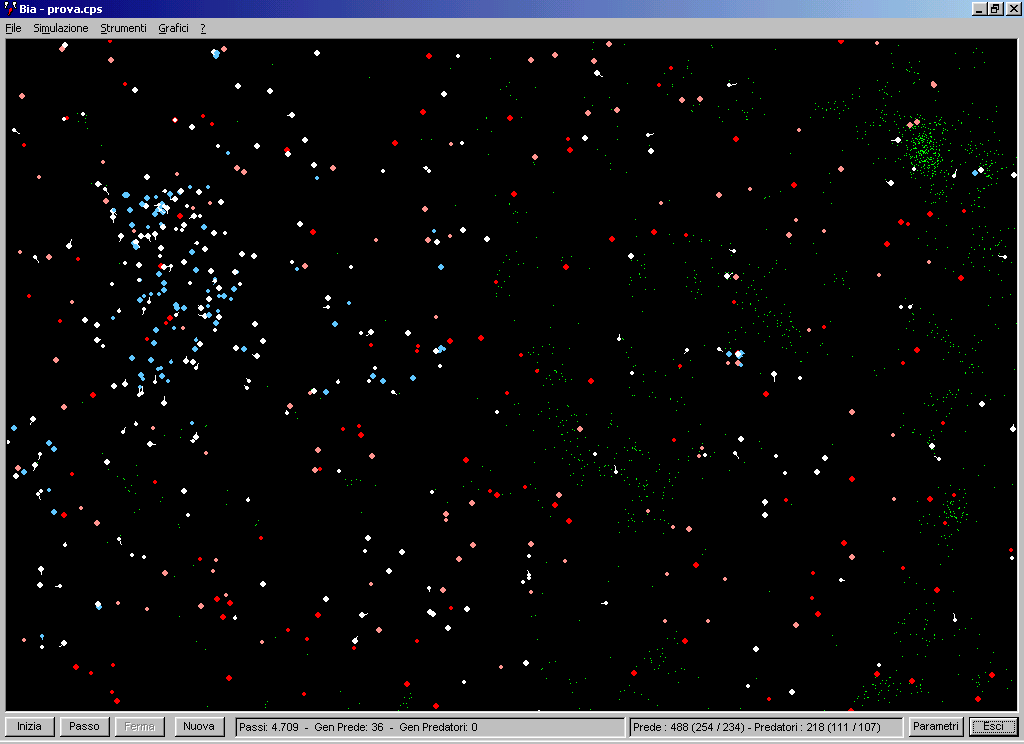 Bia - prova.cps
File Simulazione Strumenti Grafici ?
Inizia Passo Ferma Nuova Passi: 4.709 - Gen Prede: 36 - Gen Predatori: 0 Prede : 488 (254 / 234) - Predatori : 218 (111 / 107) Parametri Esci